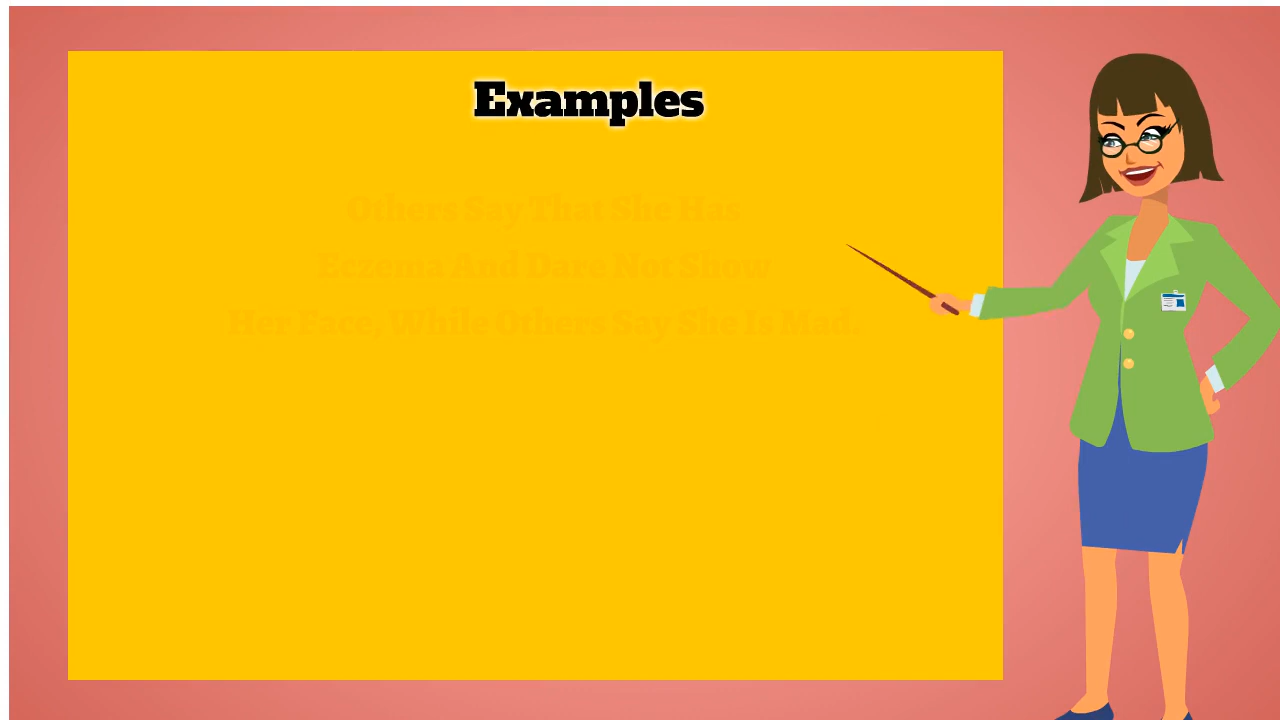 Examples
Others Say That She Has
Eczema And Dare Not Show
Her Face, While Others Say She Is Mad.